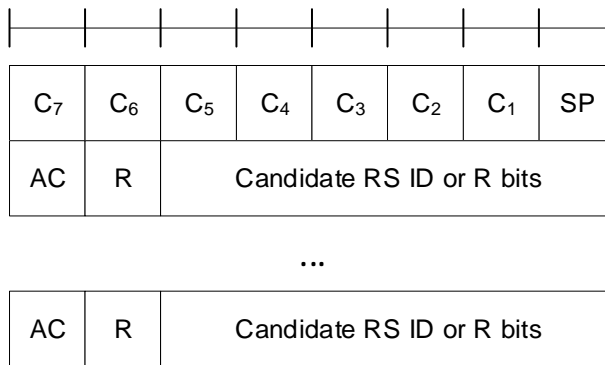 C₇ C₆ C₅ C₄ C₃ C₂ C₁ SP
AC R Candidate RS ID or R bits
...
AC R Candidate RS ID or R bits